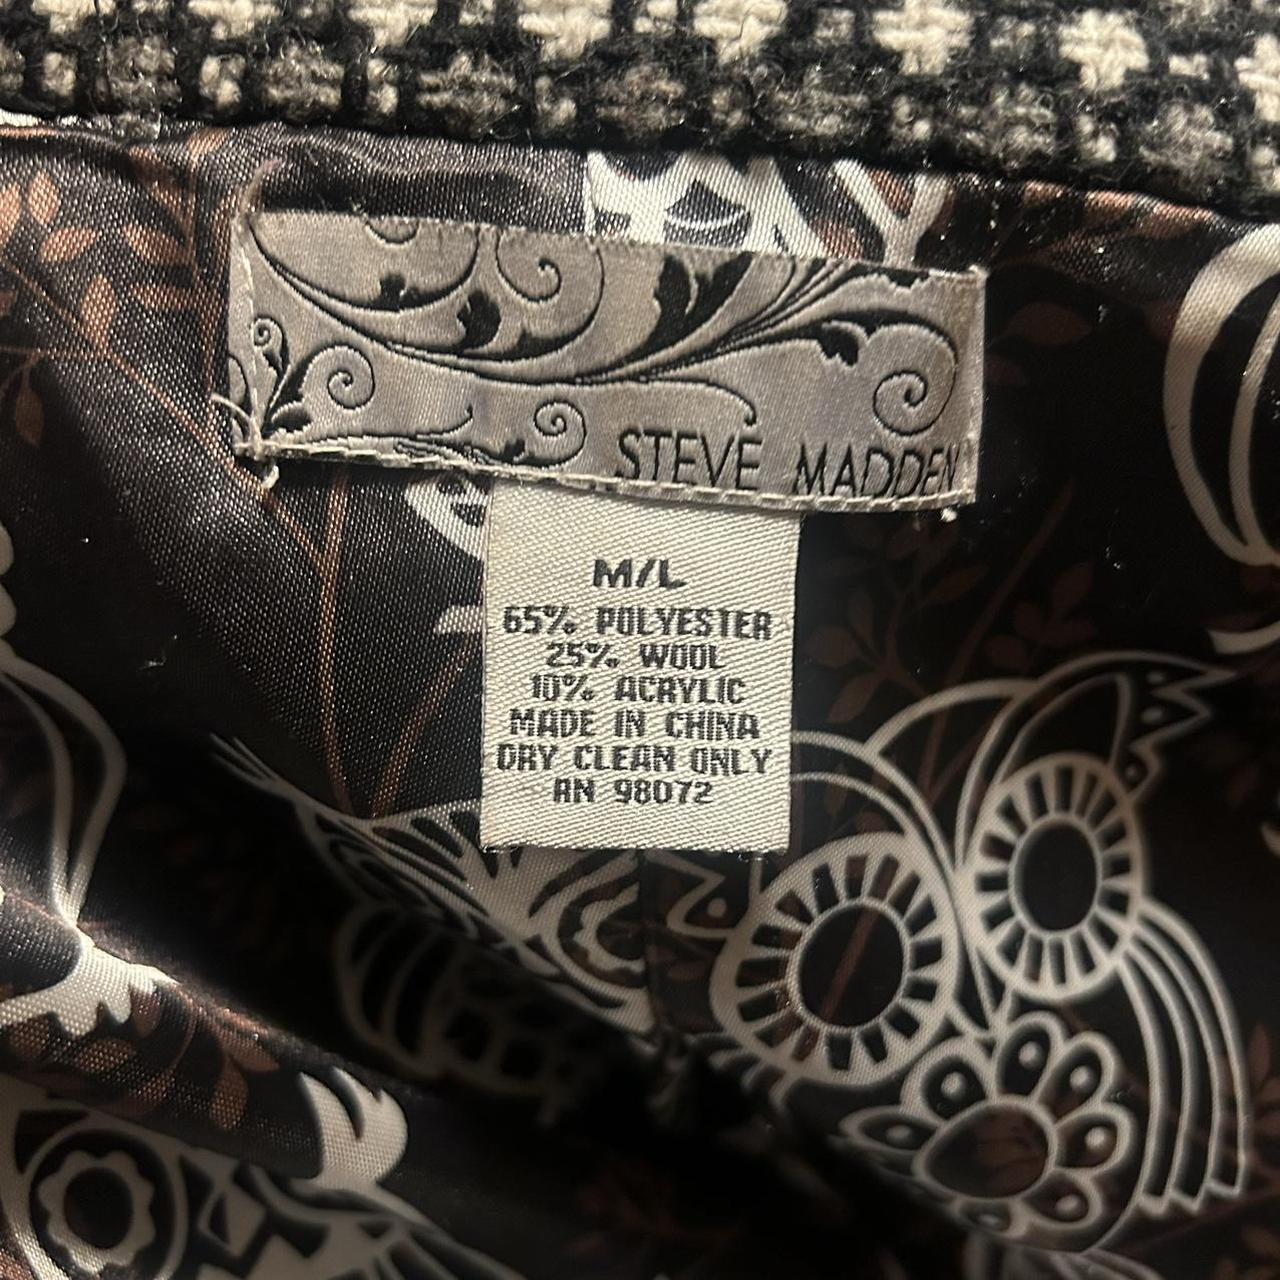 STEVE MADDEN
M/L
65% POLYESTER
25% WOOL
10% ACRYLIC
MADE IN CHINA
DRY CLEAN ONLY
RN 98072